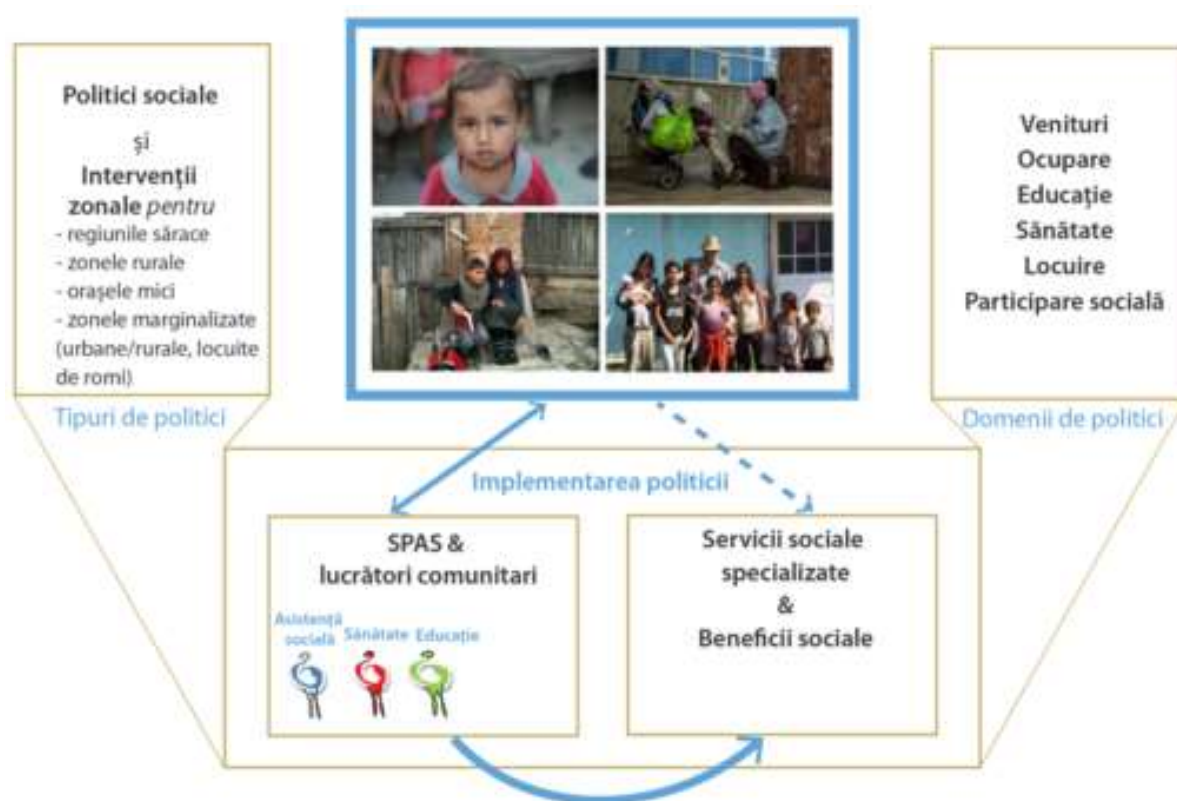 Politici sociale
și
Intervenții
zonale pentru
- regiunile sărace
- zonele rurale
- orașele mici
- zonele marginalizate
(urbane/rurale, locuite
de romi)
Tipuri de politici
Venituri
Ocupare
Educație
Sănătate
Locuire
Participare socială
Domenii de politici
Implementarea politicii
SPAS &
lucrători comunitari
Asistență
socială
Sănătate
Educație
Servicii sociale
specializate
&
Beneficii sociale